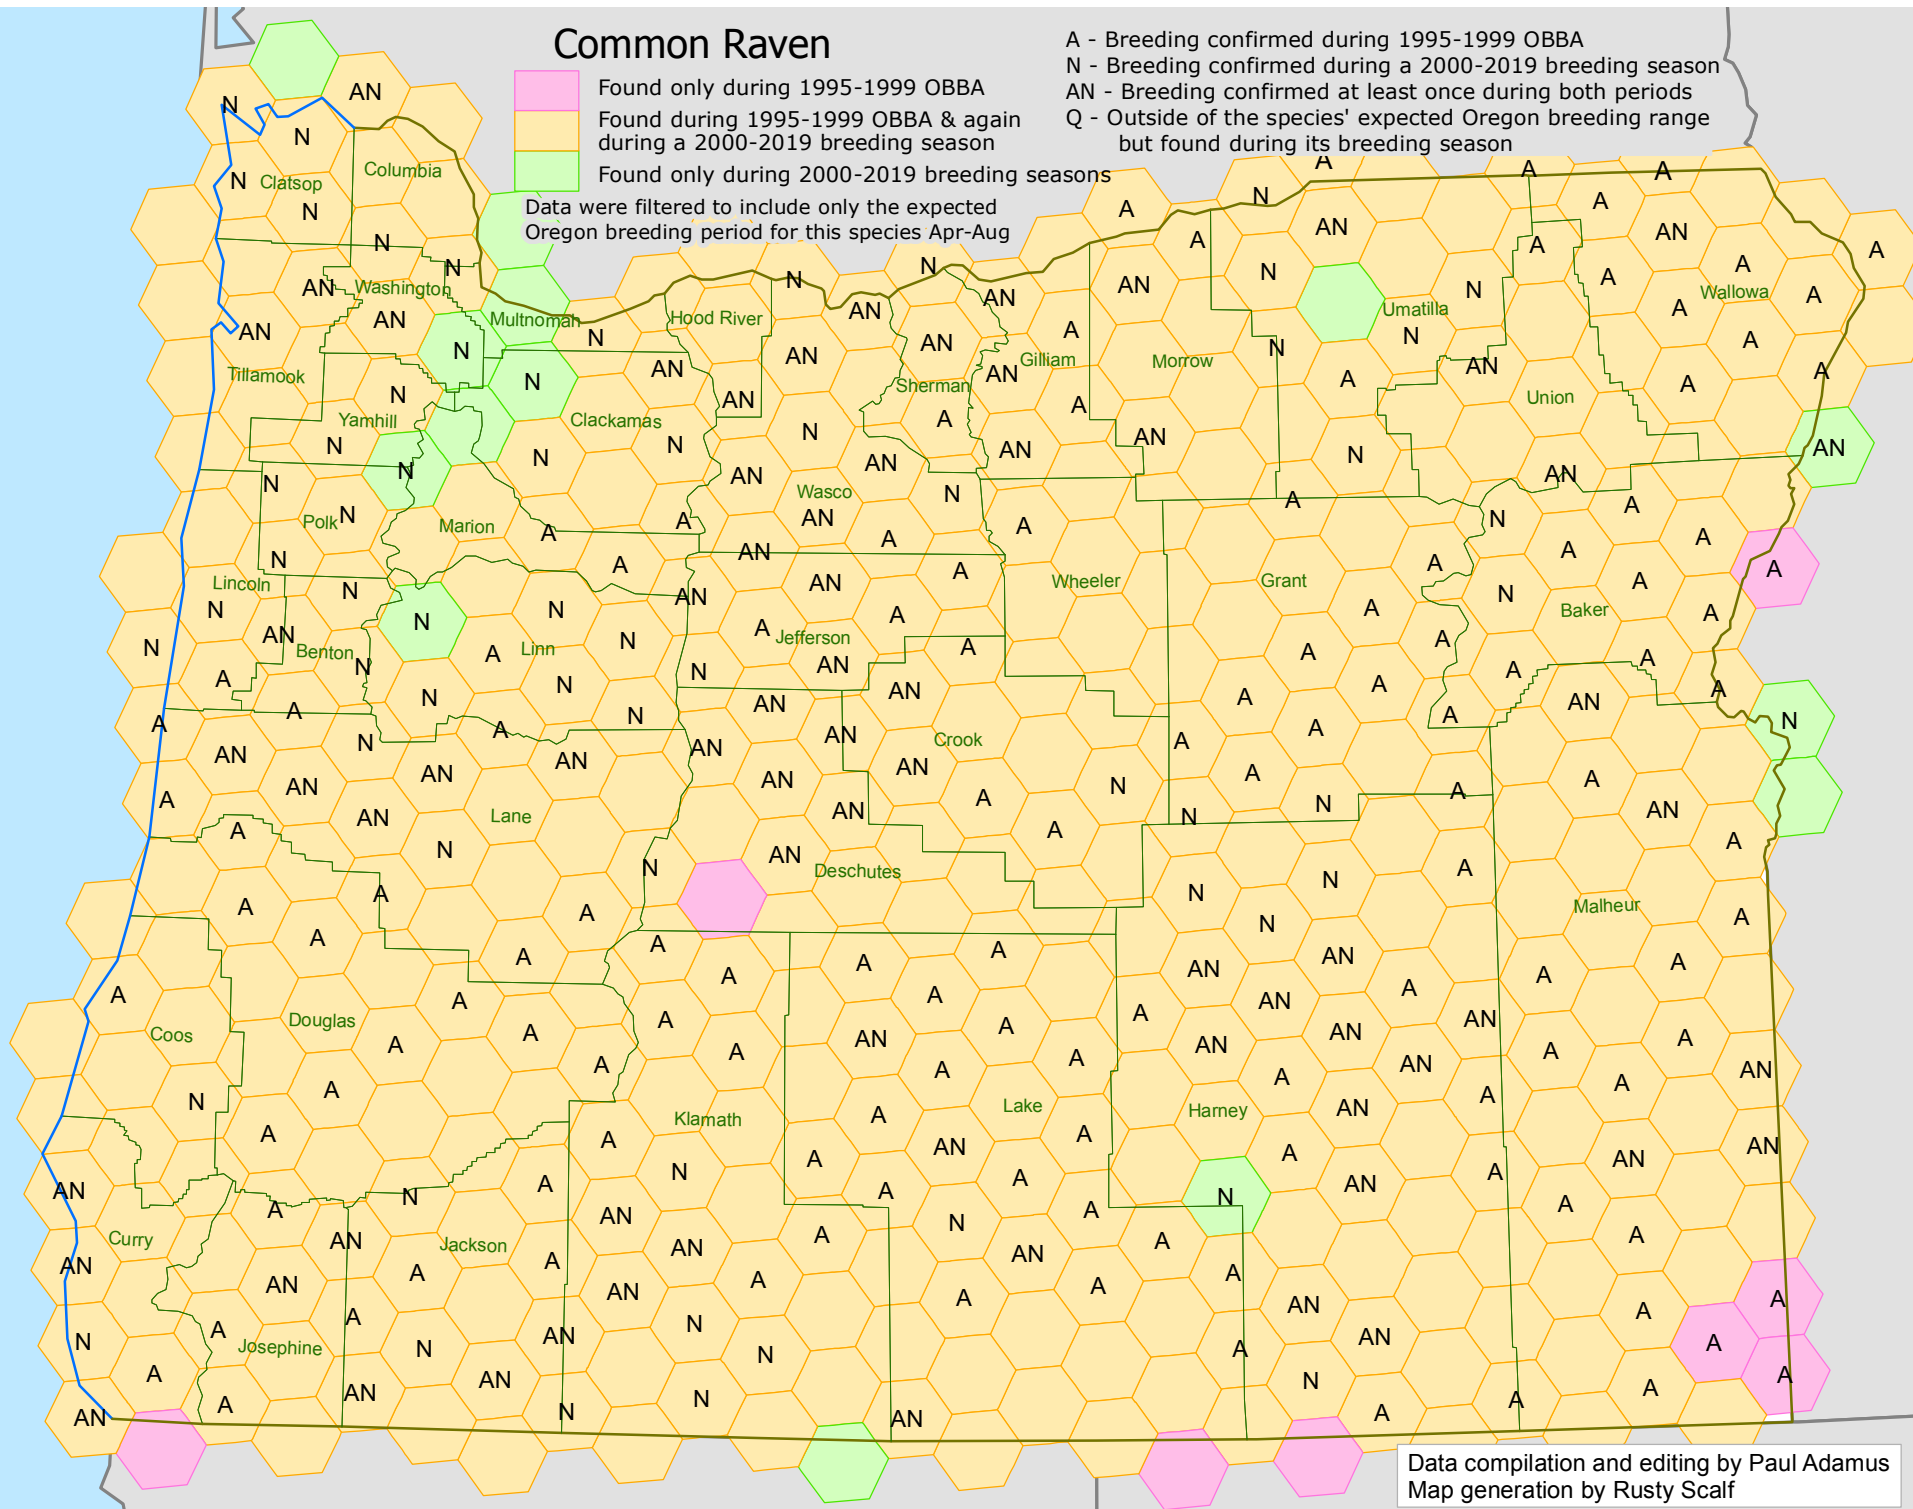 Common Raven
Found only during 1995-1999 OBBA
Found during 1995-1999 OBBA & again
during a 2000-2019 breeding season
Found only during 2000-2019 breeding seasons
Data were filtered to include only the expected
Oregon breeding period for this species Apr-Aug
A - Breeding confirmed during 1995-1999 OBBA
N - Breeding confirmed during a 2000-2019 breeding season
AN - Breeding confirmed at least once during both periods
Q - Outside of the species' expected Oregon breeding range
but found during its breeding season
Clatsop
Columbia
Washington
Multnomah
Hood River
Tillamook
Yamhill
Clackamas
Sherman
Gilliam
Morrow
Umatilla
Wallowa
Union
Wasco
Polk
Marion
Lincoln
Benton
Linn
Jefferson
Wheeler
Grant
Baker
Crook
Lane
Deschutes
Malheur
Coos
Douglas
Klamath
Lake
Harney
Curry
Jackson
Josephine
Data compilation and editing by Paul Adamus
Map generation by Rusty Scalf